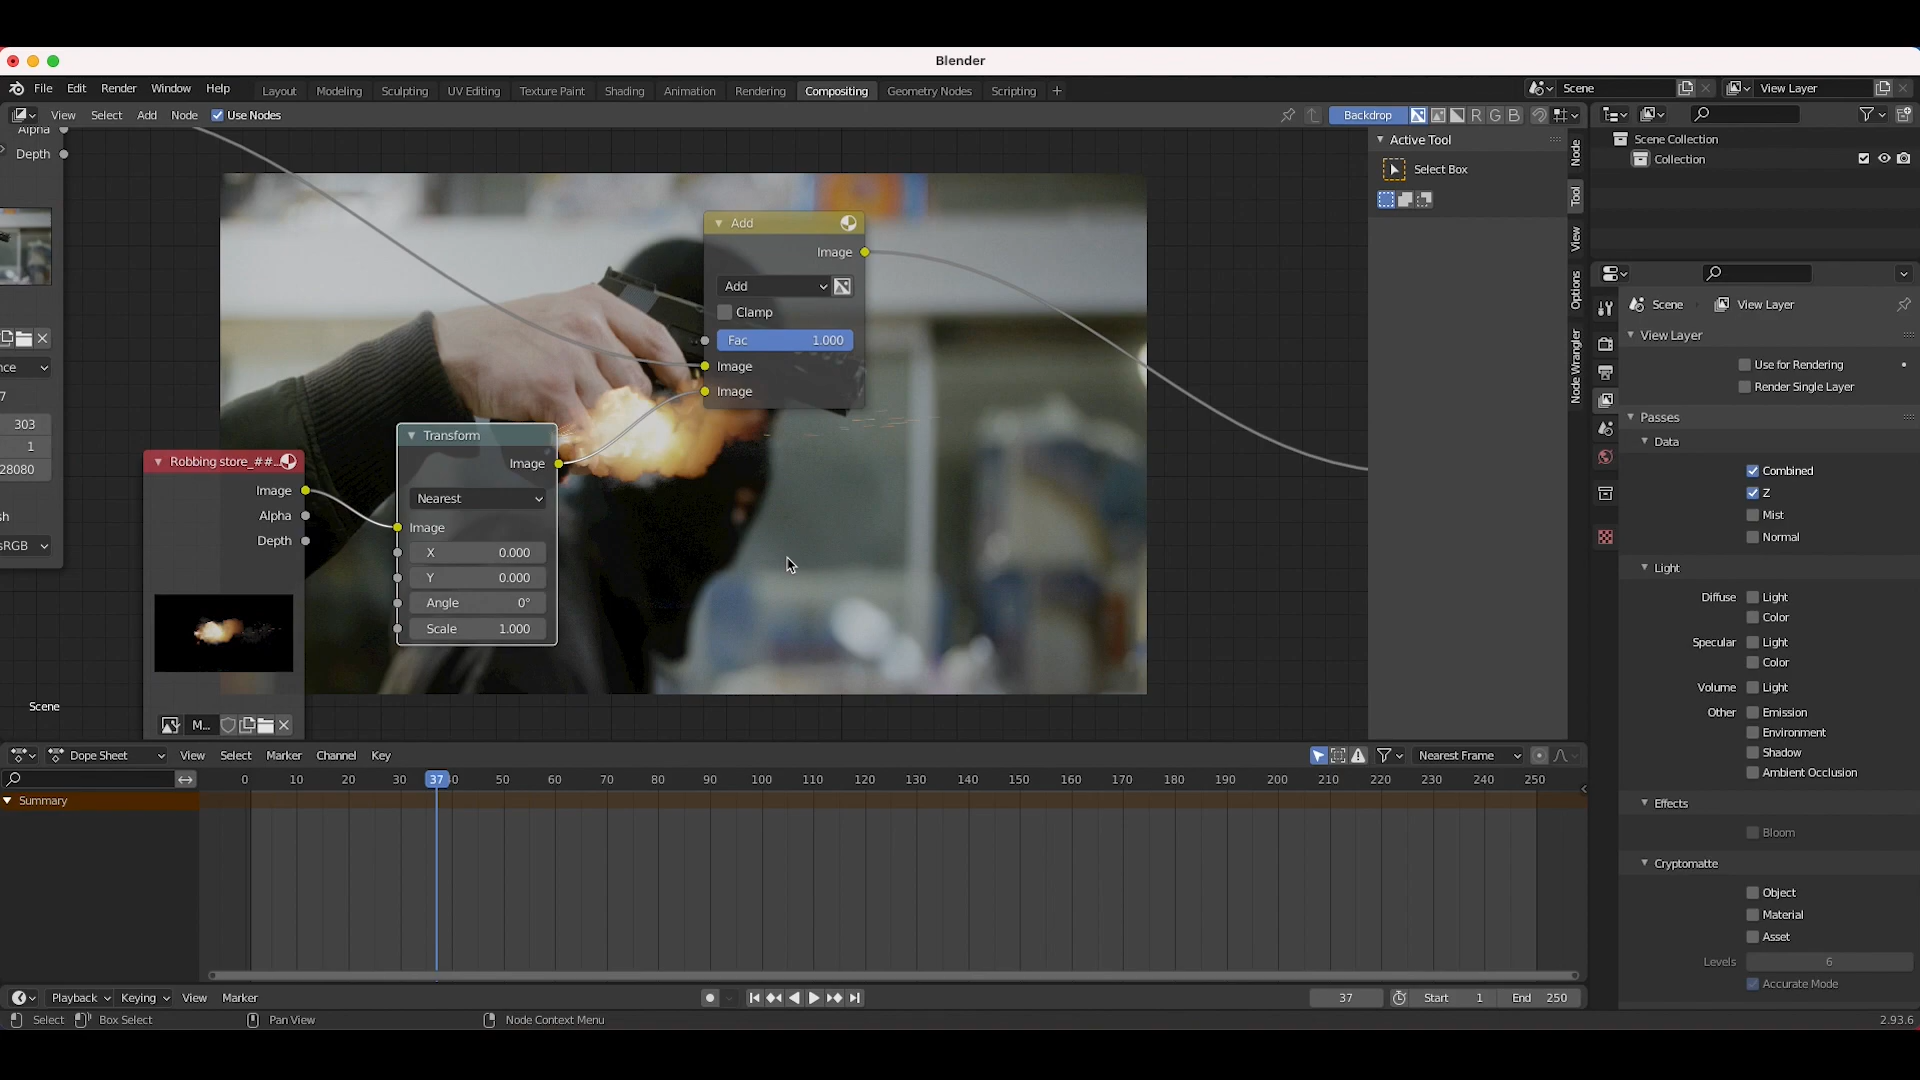 Blender
File Edit Render Window Help Layout Modeling Sculpting UV Editing Texture Paint Shading Animation Rendering Compositing Geometry Nodes Scripting + Scene View Layer
View Select Add Node Use Nodes Backdrop R G B
Alpha
Depth
nce
7
303
1
28080
sh
sRGB
Scene
Robbing store_##...
Image
Alpha
Depth
M...
Transform
Image
Nearest
Image
X 0.000
Y 0.000
Angle 0°
Scale 1.000
Add
Image
Add
Clamp
Fac 1.000
Image
Image
Active Tool
Select Box
Node
Tool
View
Options
Node Wrangler
Scene Collection
Collection
Scene View Layer
View Layer
Use for Rendering
Render Single Layer
Passes
Data
Combined
Z
Mist
Normal
Light
Diffuse Light
Color
Specular Light
Color
Volume Light
Other Emission
Environment
Shadow
Ambient Occlusion
Effects
Bloom
Cryptomatte
Object
Material
Asset
Levels 6
Accurate Mode
Dope Sheet View Select Marker Channel Key Nearest Frame
0 10 20 30 37 40 50 60 70 80 90 100 110 120 130 140 150 160 170 180 190 200 210 220 230 240 250
Summary
Playback Keying View Marker 37 Start 1 End 250
Select Box Select Pan View Node Context Menu 2.93.6